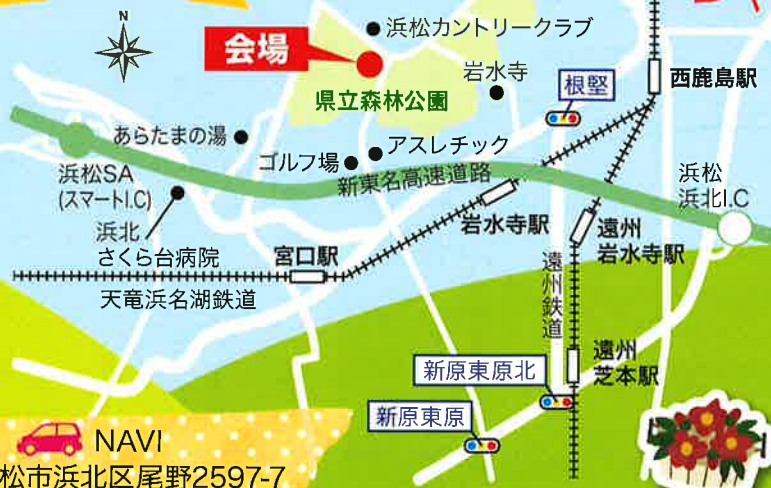 N
浜松カントリークラブ
会場
岩水寺
県立森林公園
根堅
西鹿島駅
あらたまの湯
ゴルフ場
アスレチック
新東名高速道路
浜松SA
(スマートI.C)
浜松
浜北I.C
浜北
さくら台病院
岩水寺駅
遠州
岩水寺駅
宮口駅
天竜浜名湖鉄道
遠州鉄道
遠州
芝本駅
新原東原北
新原東原
NAVI
松市浜北区尾野2597-7